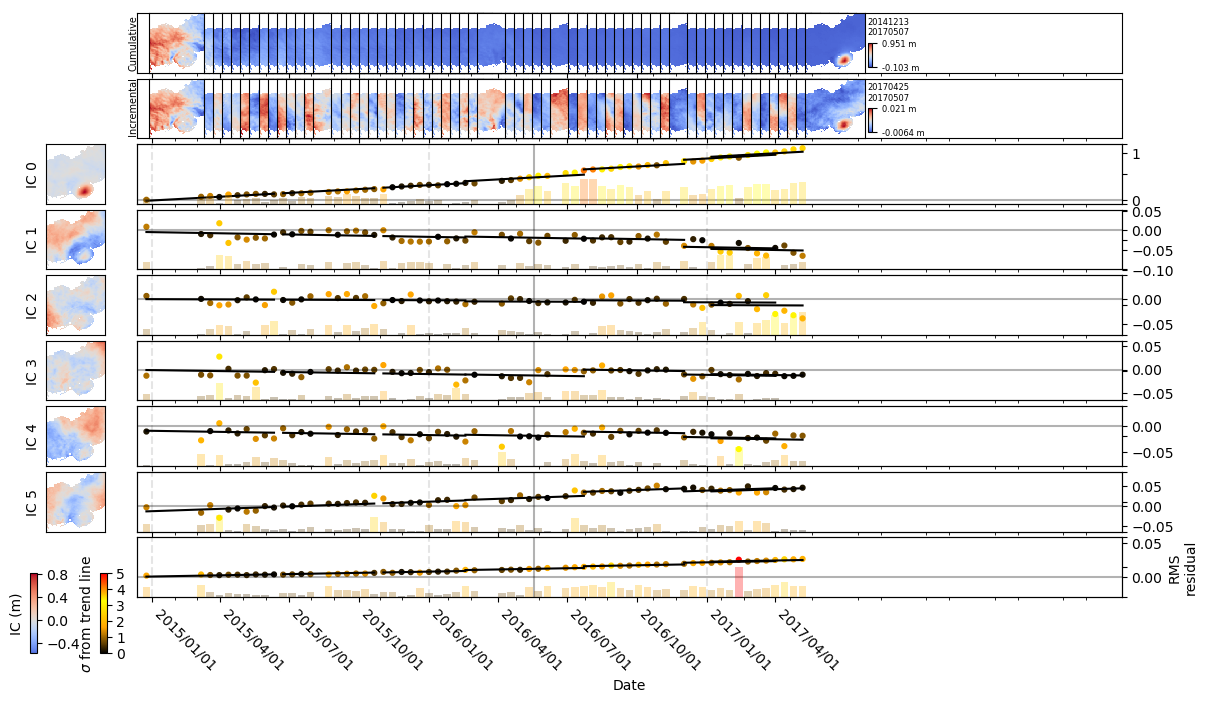 Cumulative
20141213
20170507
0.951 m
-0.103 m
Incremental
20170425
20170507
0.021 m
-0.0064 m
IC 0
1
0
IC 1
0.05
0.00
−0.05
−0.10
IC 2
0.00
−0.05
IC 3
0.05
0.00
−0.05
IC 4
0.00
−0.05
IC 5
0.05
0.00
−0.05
0.05
0.00
RMS
residual
IC (m)
0.8
0.4
0.0
−0.4
σ from trend line
5
4
3
2
1
0
2015/01/01
2015/04/01
2015/07/01
2015/10/01
2016/01/01
2016/04/01
2016/07/01
2016/10/01
2017/01/01
2017/04/01
Date